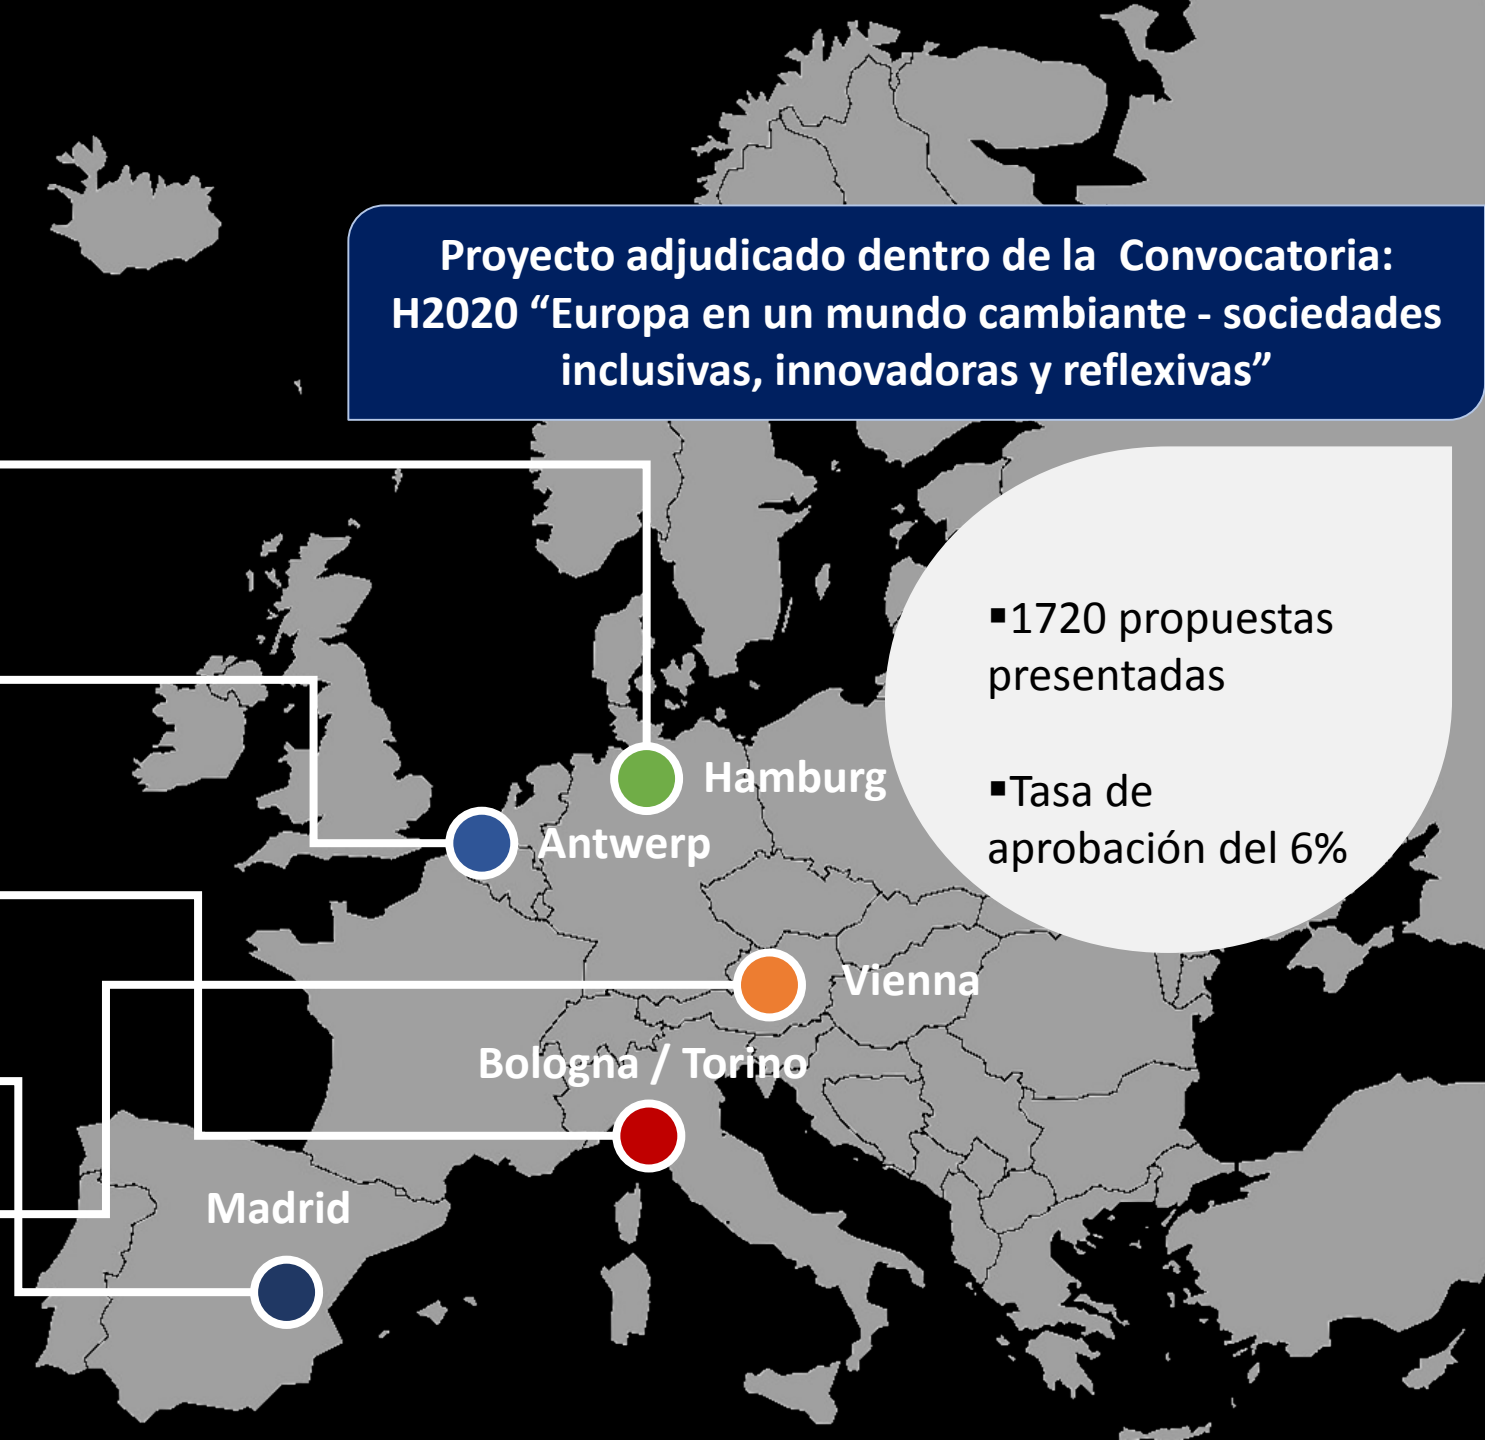 Proyecto adjudicado dentro de la  Convocatoria:
H2020 “Europa en un mundo cambiante - sociedades
inclusivas, innovadoras y reflexivas”
▪1720 propuestas
presentadas
▪Tasa de
aprobación del 6%
Hamburg
Antwerp
Vienna
Bologna / Torino
Madrid